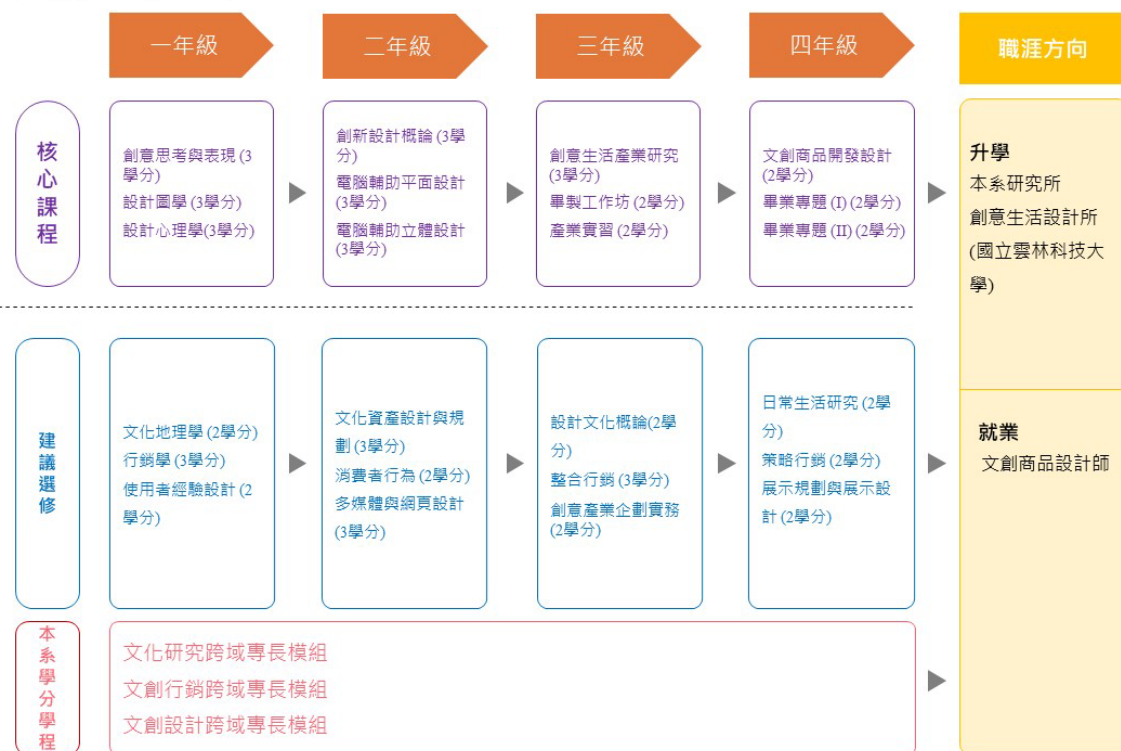 一年級
二年級
三年級
四年級
職涯方向
核心課程
創意思考與表現 (3
學分)
設計圖學 (3學分)
設計心理學(3學分)
創新設計概論 (3學
分)
電腦輔助平面設計
(3學分)
電腦輔助立體設計
(3學分)
創意生活產業研究
(3學分)
畢製工作坊 (2學分)
產業實習 (2學分)
文創商品開發設計
(2學分)
畢業專題 (I) (2學分)
畢業專題 (II) (2學分)
升學
本系研究所
創意生活設計所
(國立雲林科技大
學)
建議選修
文化地理學 (2學分)
行銷學 (3學分)
使用者經驗設計 (2
學分)
文化資產設計與規
劃 (3學分)
消費者行為 (2學分)
多媒體與網頁設計
(3學分)
設計文化概論(2學
分)
整合行銷 (3學分)
創意產業企劃實務
(2學分)
日常生活研究 (2學
分)
策略行銷 (2學分)
展示規劃與展示設
計 (2學分)
就業
文創商品設計師
本系學分學程
文化研究跨域專長模組
文創行銷跨域專長模組
文創設計跨域專長模組